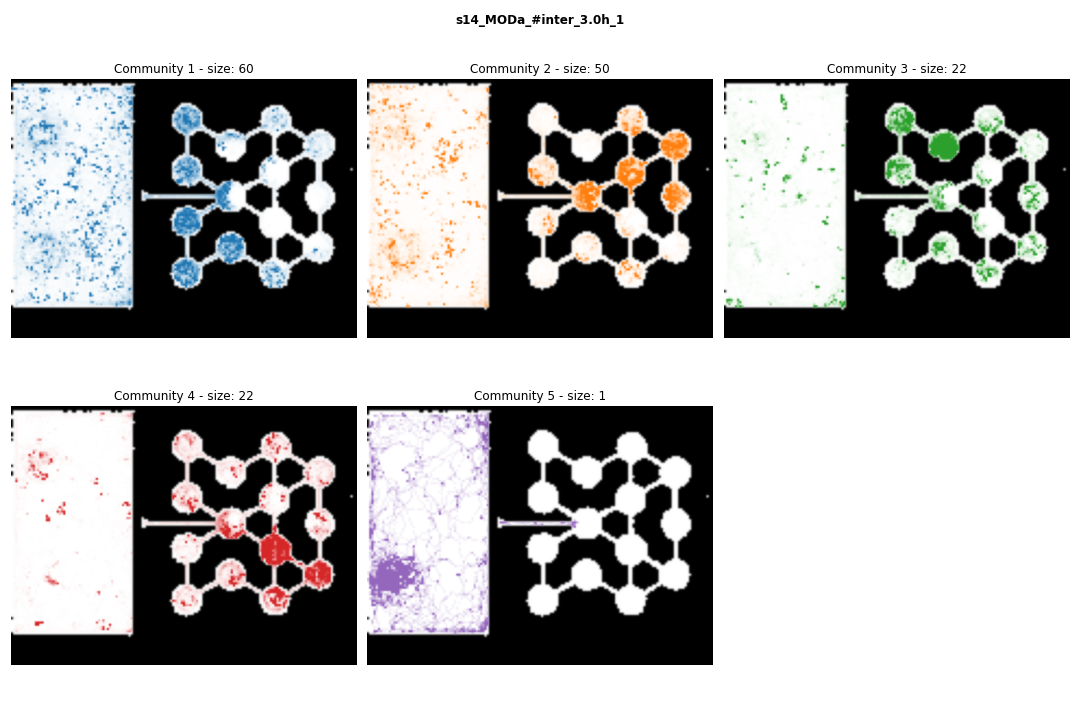 s14_MODa_#inter_3.0h_1
Community 1 - size: 60
Community 2 - size: 50
Community 3 - size: 22
Community 4 - size: 22
Community 5 - size: 1